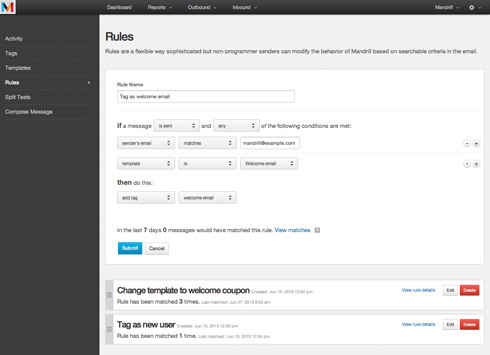 Dashboard Reports Outbound Inbound Mandrill
Activity
Tags
Templates
Rules
Split Tests
Compose Message
Rules
Rules are a flexible way sophisticated but non-programmer senders can modify the behavior of Mandrill based on searchable criteria in the email.
Rule Name
Tag as welcome email
if a message is sent and any of the following conditions are met:
sender's email matches mandrill@example.com
template is Welcome email
then do this:
add tag welcome email
In the last 7 days 0 messages would have matched this rule. View matches ?
Submit Cancel
Change template to welcome coupon Created: Jun 10, 2013 12:04 pm View rule details Edit Delete
Rule has been matched 3 times. Last matched: Jun 27, 2013 8:55 am
Tag as new user Created: Jun 10, 2013 12:03 pm View rule details Edit Delete
Rule has been matched 1 time. Last matched: Jun 10, 2013 12:04 pm